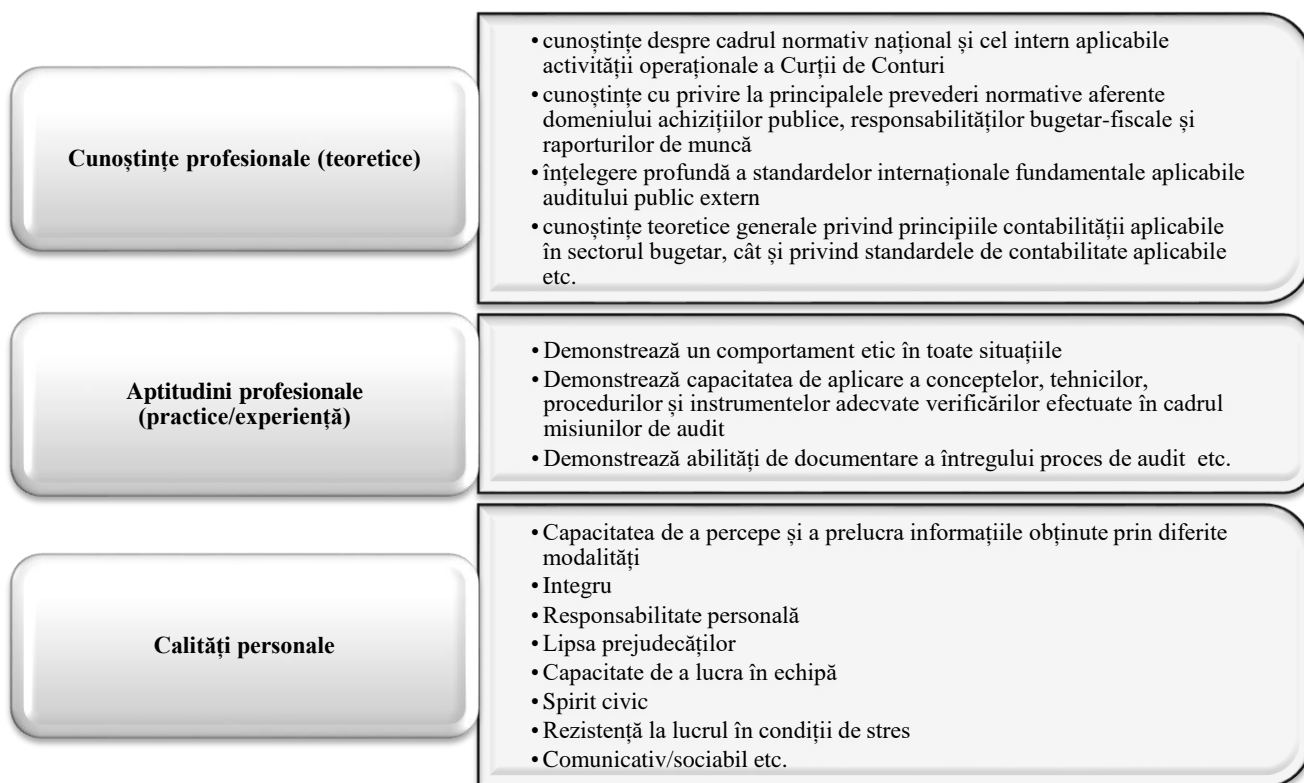 Cunoștințe profesionale (teoretice)
• cunoștințe despre cadrul normativ național și cel intern aplicabile
activității operaționale a Curții de Conturi
• cunoștințe cu privire la principalele prevederi normative aferente
domeniului achizițiilor publice, responsabilităților bugetar-fiscale și
raporturilor de muncă
• înțelegere profundă a standardelor internaționale fundamentale aplicabile
auditului public extern
• cunoștințe teoretice generale privind principiile contabilității aplicabile
în sectorul bugetar, cât și privind standardele de contabilitate aplicabile
etc.
Aptitudini profesionale
(practice/experiență)
• Demonstrează un comportament etic în toate situațiile
• Demonstrează capacitatea de aplicare a conceptelor, tehnicilor,
procedurilor și instrumentelor adecvate verificărilor efectuate în cadrul
misiunilor de audit
• Demonstrează abilități de documentare a întregului proces de audit etc.
Calități personale
• Capacitatea de a percepe și a prelucra informațiile obținute prin diferite
modalități
• Integru
• Responsabilitate personală
• Lipsa prejudecăților
• Capacitate de a lucra în echipă
• Spirit civic
• Rezistență la lucrul în condiții de stres
• Comunicativ/sociabil etc.